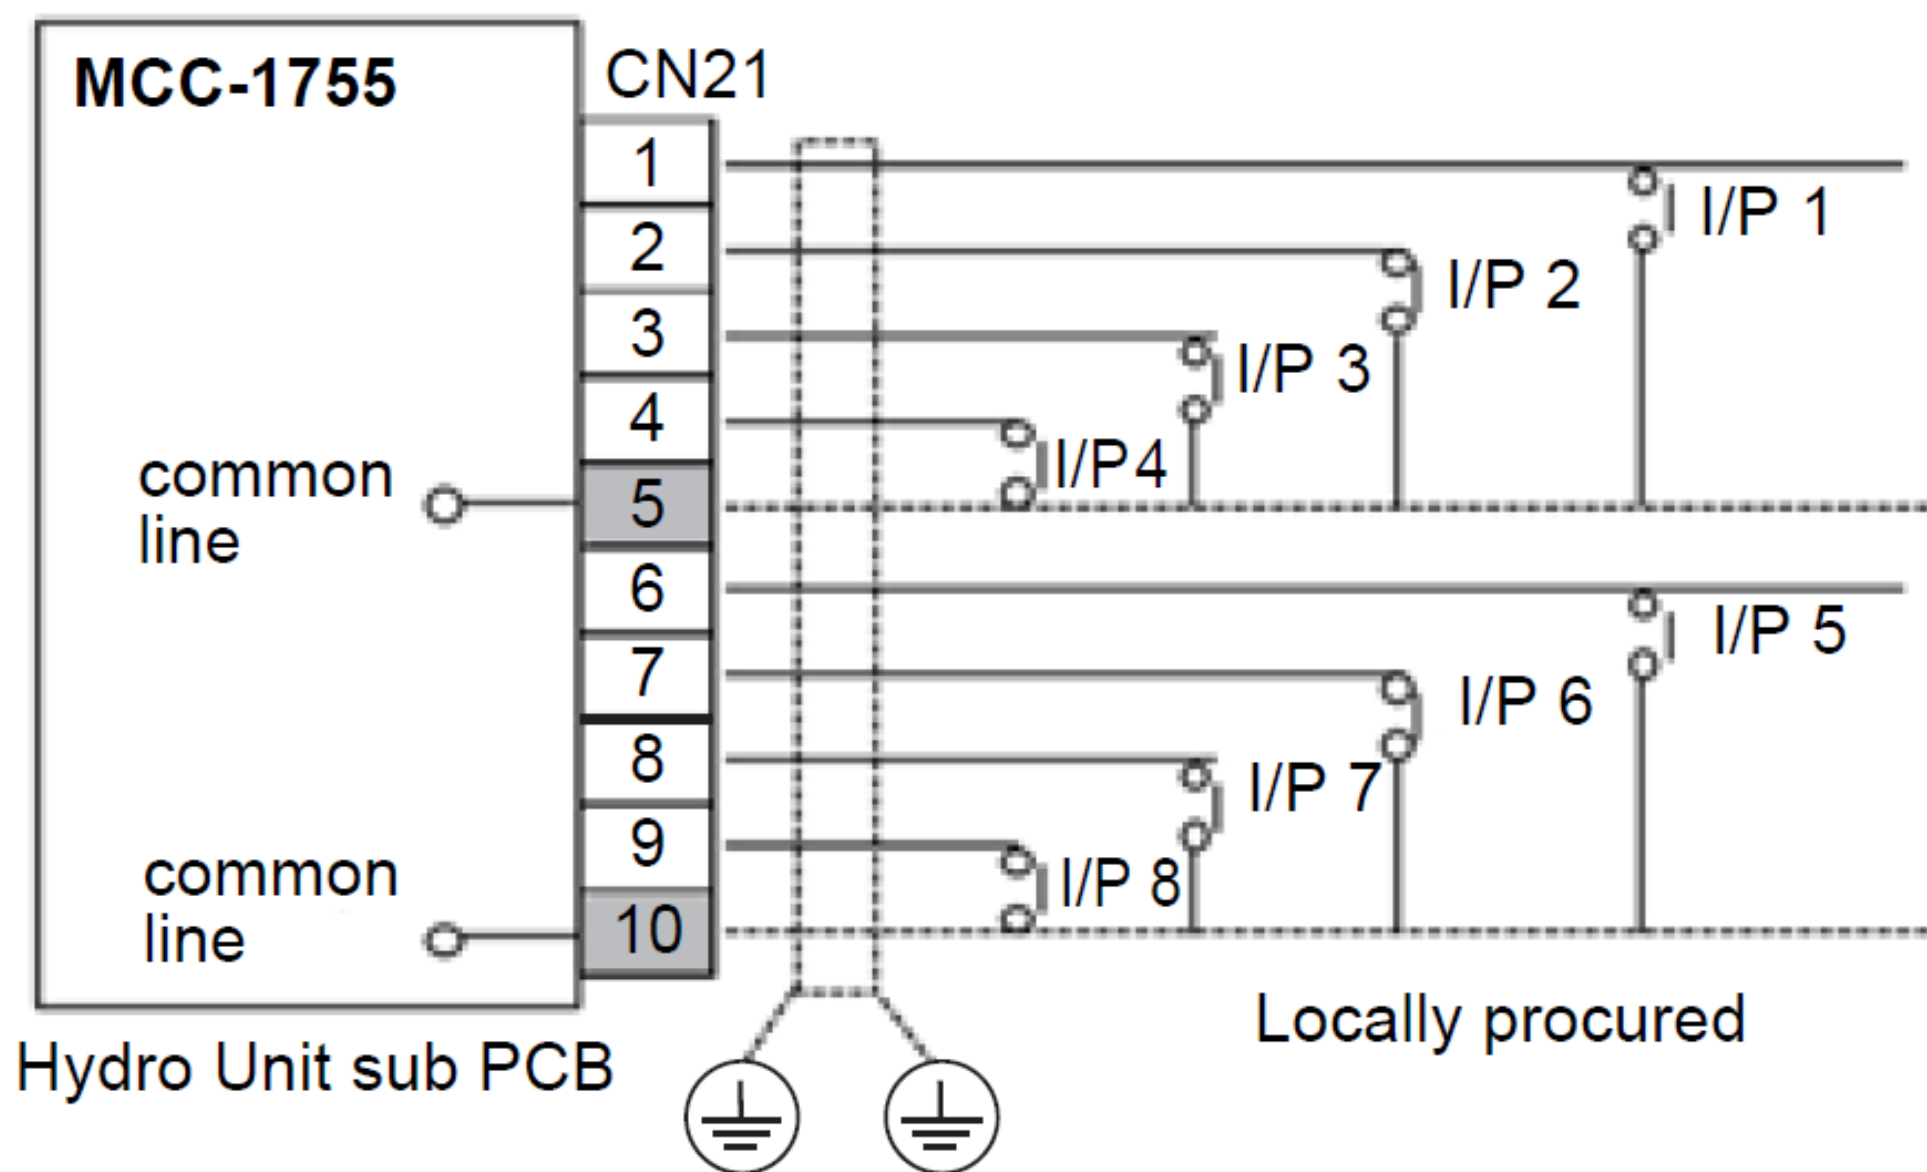 MCC-1755
CN21
1
I/P 1
2
I/P 2
3
I/P 3
4
I/P4
common
line
5
6
I/P 5
7
I/P 6
8
I/P 7
9
I/P 8
common
line
10
Locally procured
Hydro Unit sub PCB